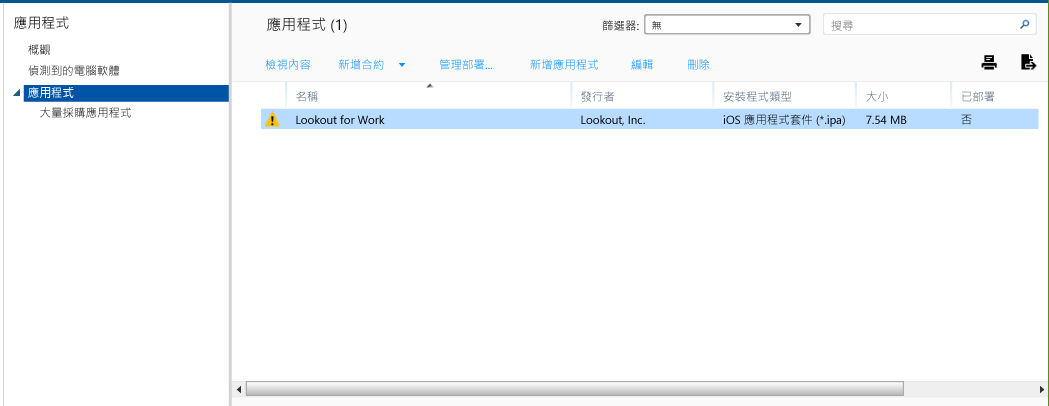 應用程式
概觀
偵測到的電腦軟體
應用程式
大量採購應用程式
應用程式 (1)
篩選器: 無
搜尋
檢視內容 新增合約 管理部署... 新增應用程式 編輯 刪除
名稱 發行者 安裝程式類型 大小 已部署
Lookout for Work Lookout, Inc. iOS 應用程式套件 (*.ipa) 7.54 MB 否